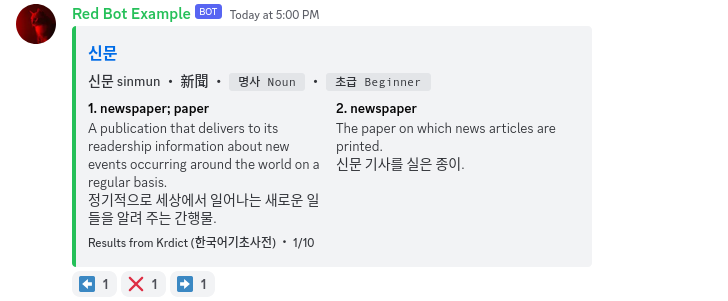 Red Bot Example BOT Today at 5:00 PM
신문
신문 sinmun • 新聞 • 명사 Noun • 초급 Beginner
1. newspaper; paper
A publication that delivers to its
readership information about new
events occurring around the world on a
regular basis.
정기적으로 세상에서 일어나는 새로운 일
들을 알려 주는 간행물.
2. newspaper
The paper on which news articles are
printed.
신문 기사를 실은 종이.
Results from Krdict (한국어기초사전) • 1/10
1 1 1